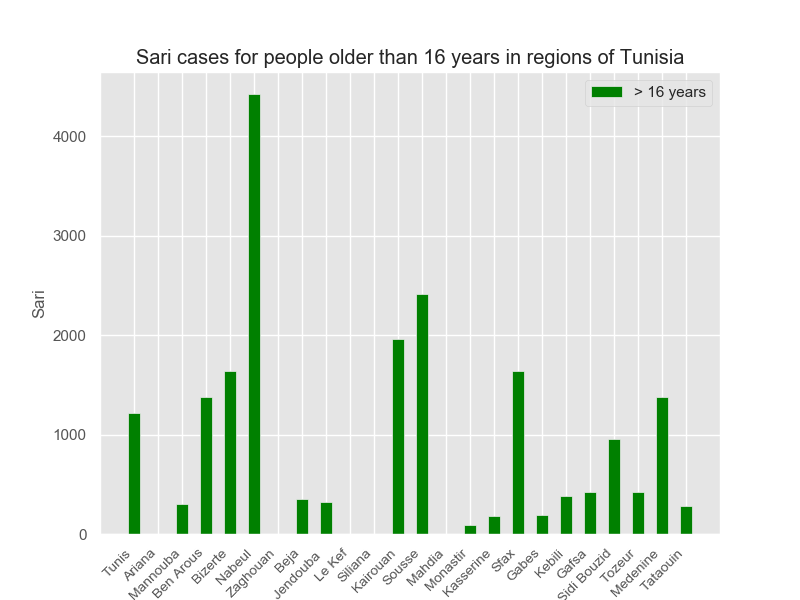 Sari cases for people older than 16 years in regions of Tunisia
> 16 years
4000
3000
2000
1000
0
Sari
Tunis
Ariana
Mannouba
Ben Arous
Bizerte
Nabeul
Zaghouan
Beja
Jendouba
Le Kef
Siliana
Kairouan
Sousse
Mahdia
Monastir
Kasserine
Sfax
Gabes
Kebili
Gafsa
Sidi Bouzid
Tozeur
Medenine
Tataouin